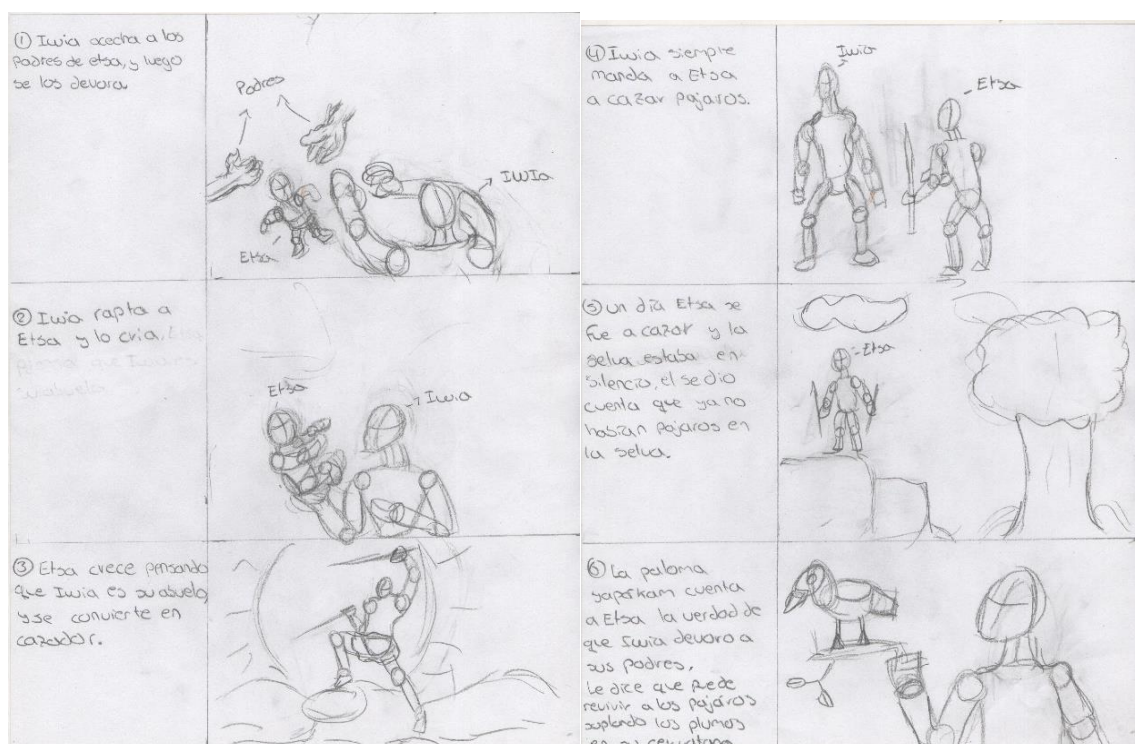 ① Iwia acecha a los
padres de etsa, y luego
se los devora.
Padres
IWIa
Etsa
② Iwia rapta a
Etsa y lo cria.
Etsa
Iwia
③ Etsa crece pensando
que Iwia es su abuelo
y se convierte en
cazador.
④ Iwia siempre
manda a Etsa
a cazar pajaros.
Iwia
Etsa
⑤ Un día Etsa se
fue a cazar y la
selva estaba en
silencio, el se dio
cuenta que ya no
habian pajaros en
la selva.
Etsa
⑥ La paloma
yapankam cuenta
a Etsa la verdad de
que Iwia devoro a
sus padres,
Le dice que puede
revivir a los pajaros
soplando las plumas
en su cerbatana